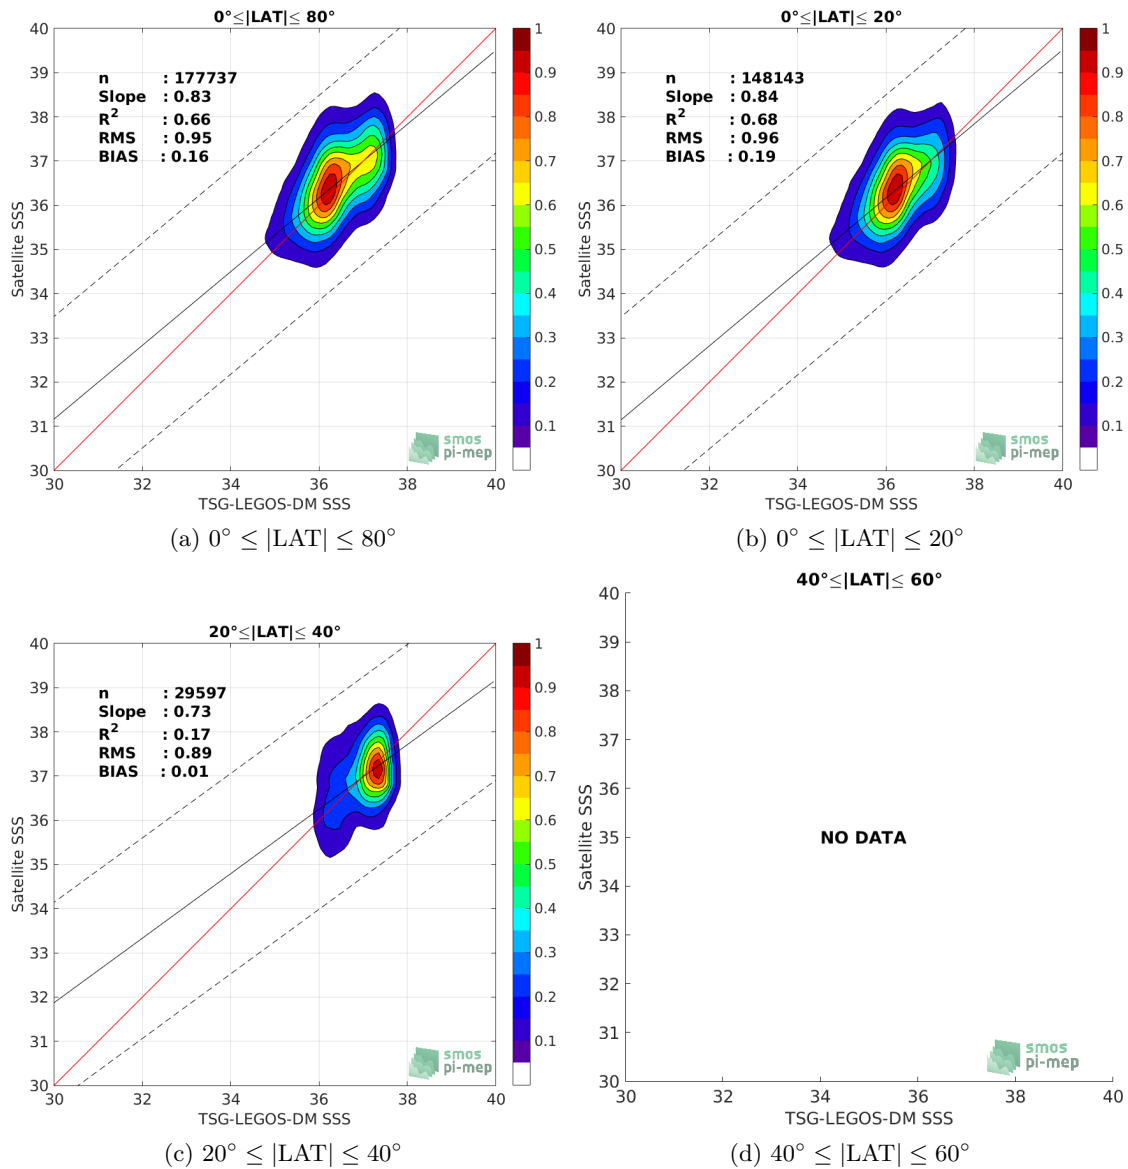 0°≤|LAT|≤ 80°
40
39
38
37
36
35
34
33
32
31
30
Satellite SSS
n : 177737
Slope : 0.83
R² : 0.66
RMS : 0.95
BIAS : 0.16
1
0.9
0.8
0.7
0.6
0.5
0.4
0.3
0.2
0.1
smos
pi-mep
30 32 34 36 38 40
TSG-LEGOS-DM SSS
(a) 0° ≤ |LAT| ≤ 80°
0°≤|LAT|≤ 20°
40
39
38
37
36
35
34
33
32
31
30
Satellite SSS
n : 148143
Slope : 0.84
R² : 0.68
RMS : 0.96
BIAS : 0.19
1
0.9
0.8
0.7
0.6
0.5
0.4
0.3
0.2
0.1
smos
pi-mep
30 32 34 36 38 40
TSG-LEGOS-DM SSS
(b) 0° ≤ |LAT| ≤ 20°
20°≤|LAT|≤ 40°
40
39
38
37
36
35
34
33
32
31
30
Satellite SSS
n : 29597
Slope : 0.73
R² : 0.17
RMS : 0.89
BIAS : 0.01
1
0.9
0.8
0.7
0.6
0.5
0.4
0.3
0.2
0.1
smos
pi-mep
30 32 34 36 38 40
TSG-LEGOS-DM SSS
(c) 20° ≤ |LAT| ≤ 40°
40°≤|LAT|≤ 60°
40
39
38
37
36
35
34
33
32
31
30
Satellite SSS
NO DATA
smos
pi-mep
30 32 34 36 38 40
TSG-LEGOS-DM SSS
(d) 40° ≤ |LAT| ≤ 60°